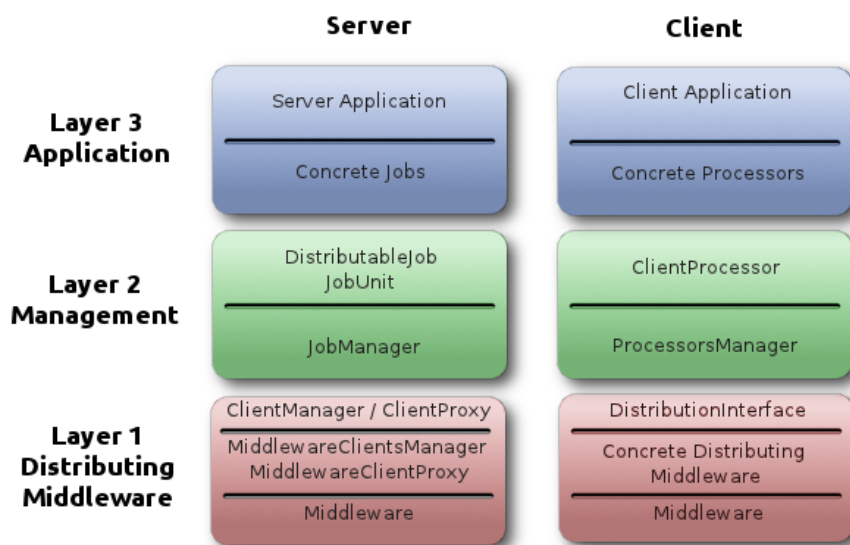 Server
Client
Layer 3
Application
Server Application
Concrete Jobs
Client Application
Concrete Processors
Layer 2
Management
DistributableJob
JobUnit
JobManager
ClientProcessor
ProcessorsManager
Layer 1
Distributing
Middleware
ClientManager / ClientProxy
MiddlewareClientsManager
MiddlewareClientProxy
Middleware
DistributionInterface
Concrete Distributing
Middleware
Middleware